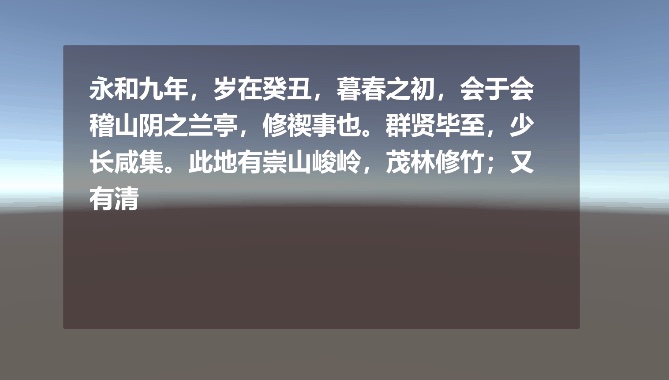 永和九年，岁在癸丑，暮春之初，会于会
稽山阴之兰亭，修禊事也。群贤毕至，少
长咸集。此地有崇山峻岭，茂林修竹；又
有清